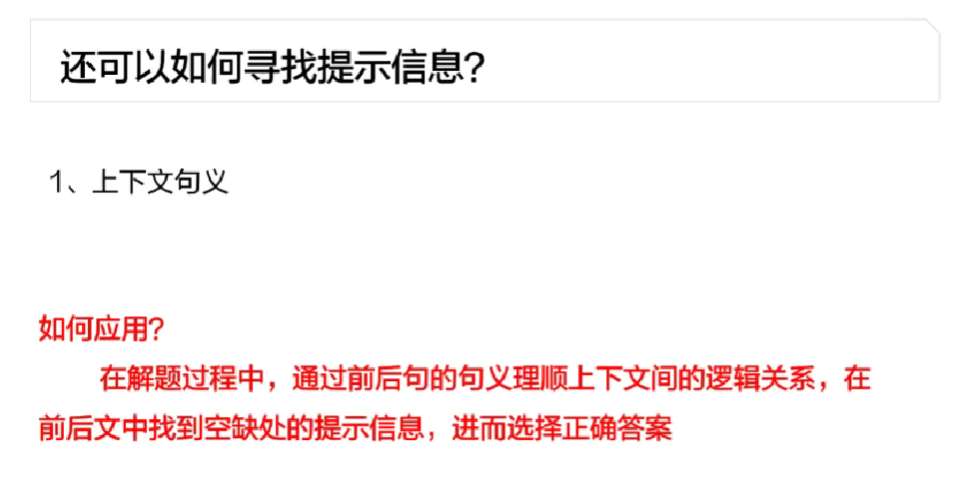 还可以如何寻找提示信息?
1、上下文句义
如何应用?
在解题过程中，通过前后句的句义理顺上下文间的逻辑关系，在
前后文中找到空缺处的提示信息，进而选择正确答案